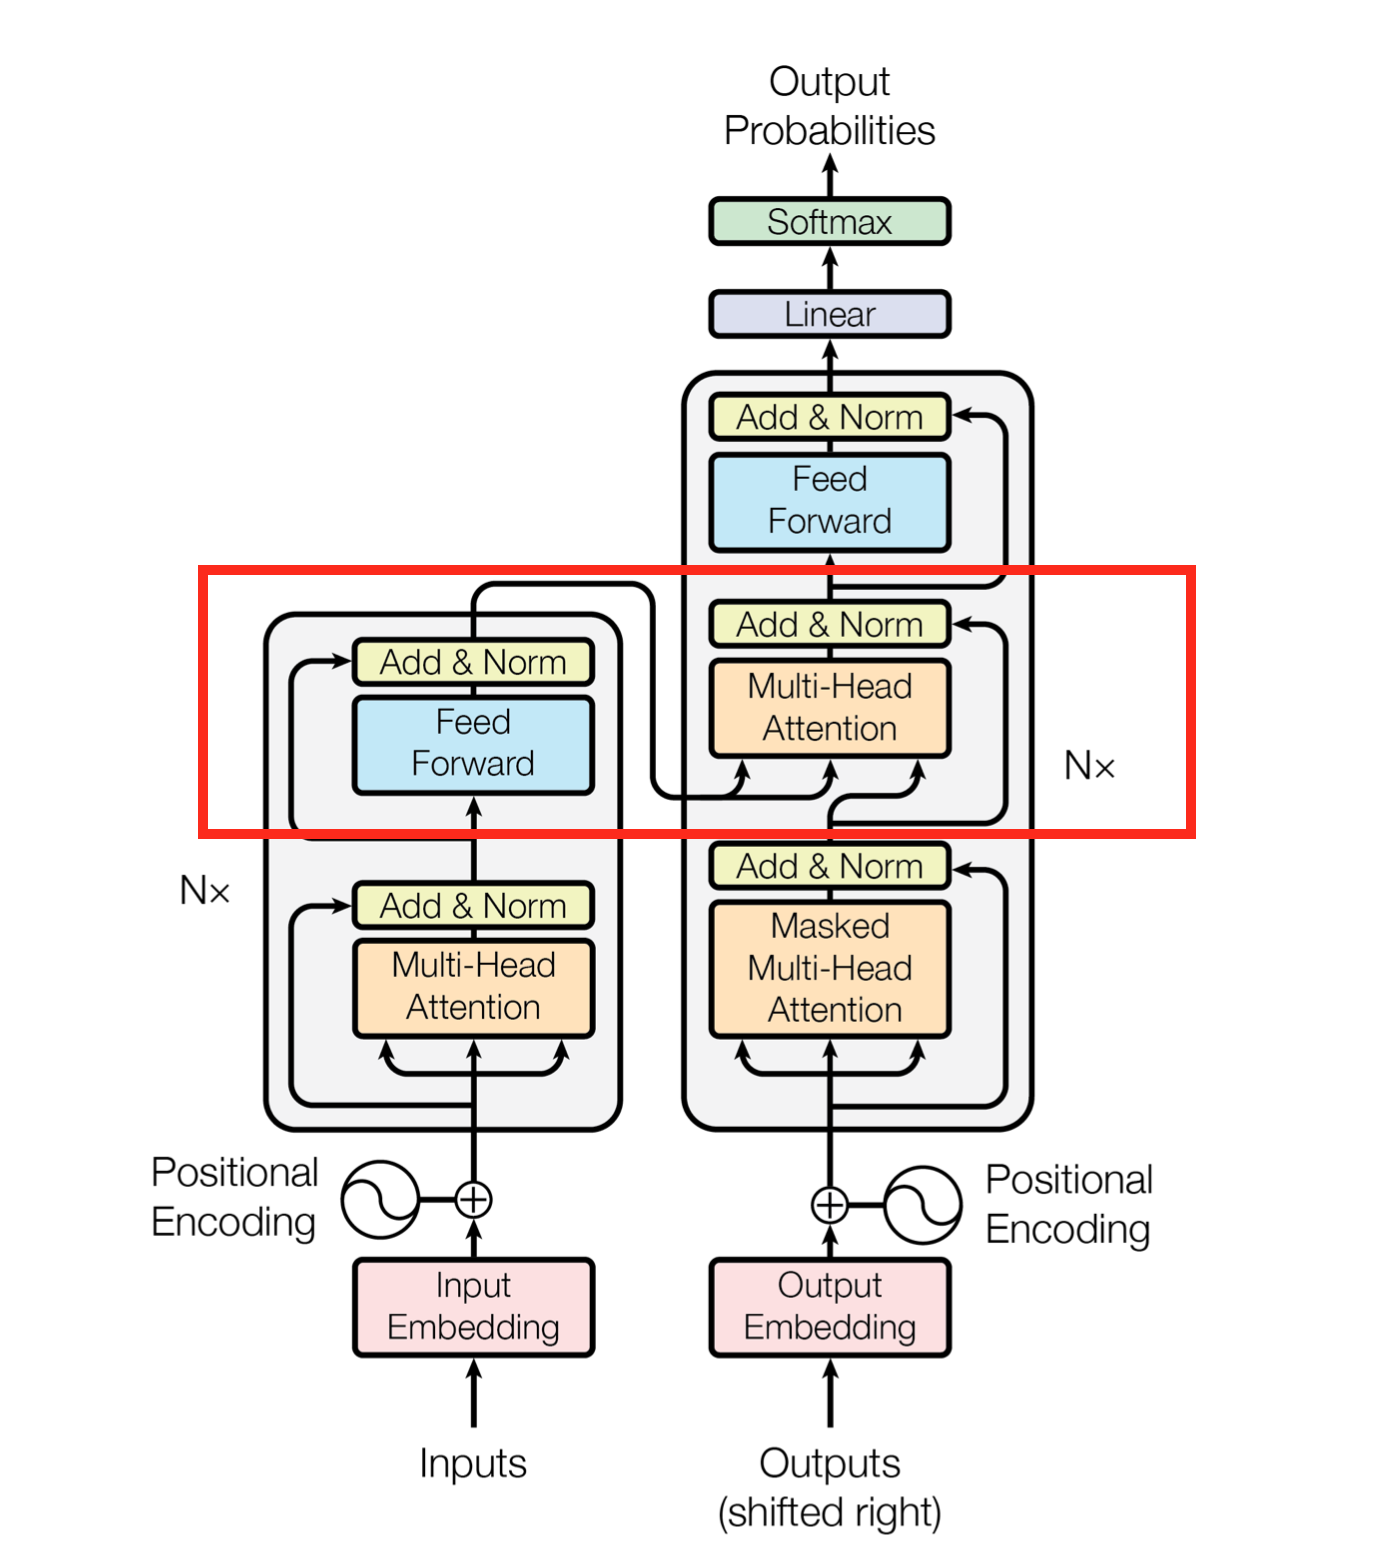 Output
Probabilities
Softmax
Linear
Add & Norm
Feed
Forward
Add & Norm
Multi-Head
Attention
N×
Add & Norm
Masked
Multi-Head
Attention
Add & Norm
Feed
Forward
N×
Add & Norm
Multi-Head
Attention
Positional
Encoding
Positional
Encoding
Input
Embedding
Output
Embedding
Inputs
Outputs
(shifted right)